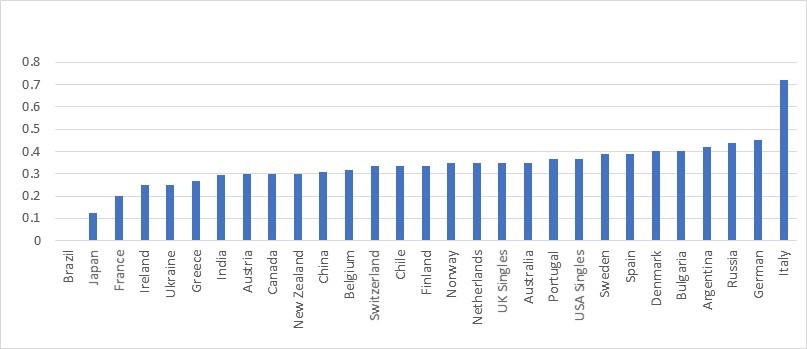 0.8
0.7
0.6
0.5
0.4
0.3
0.2
0.1
0
Brazil
Japan
France
Ireland
Ukraine
Greece
India
Austria
Canada
New Zealand
China
Belgium
Switzerland
Chile
Finland
Norway
Netherlands
UK Singles
Australia
Portugal
USA Singles
Sweden
Spain
Denmark
Bulgaria
Argentina
Russia
German
Italy